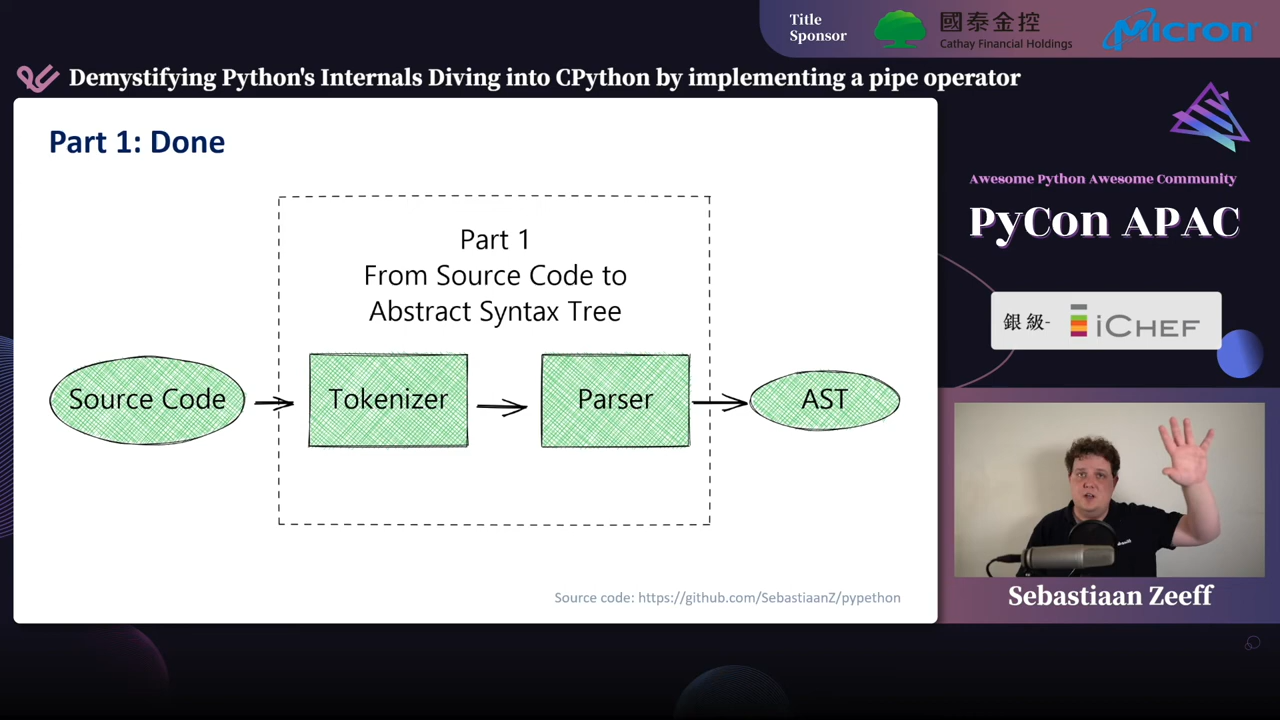 Title
Sponsor
國泰金控
Cathay Financial Holdings
Micron
Demystifying Python's Internals Diving into CPython by implementing a pipe operator
Part 1: Done
Part 1
From Source Code to
Abstract Syntax Tree
Source Code
Tokenizer
Parser
AST
Source code: https://github.com/SebastiaanZ/pypethon
Awesome Python Awesome Community
PyCon APAC
銀級-
iCHEF
Sebastiaan Zeeff